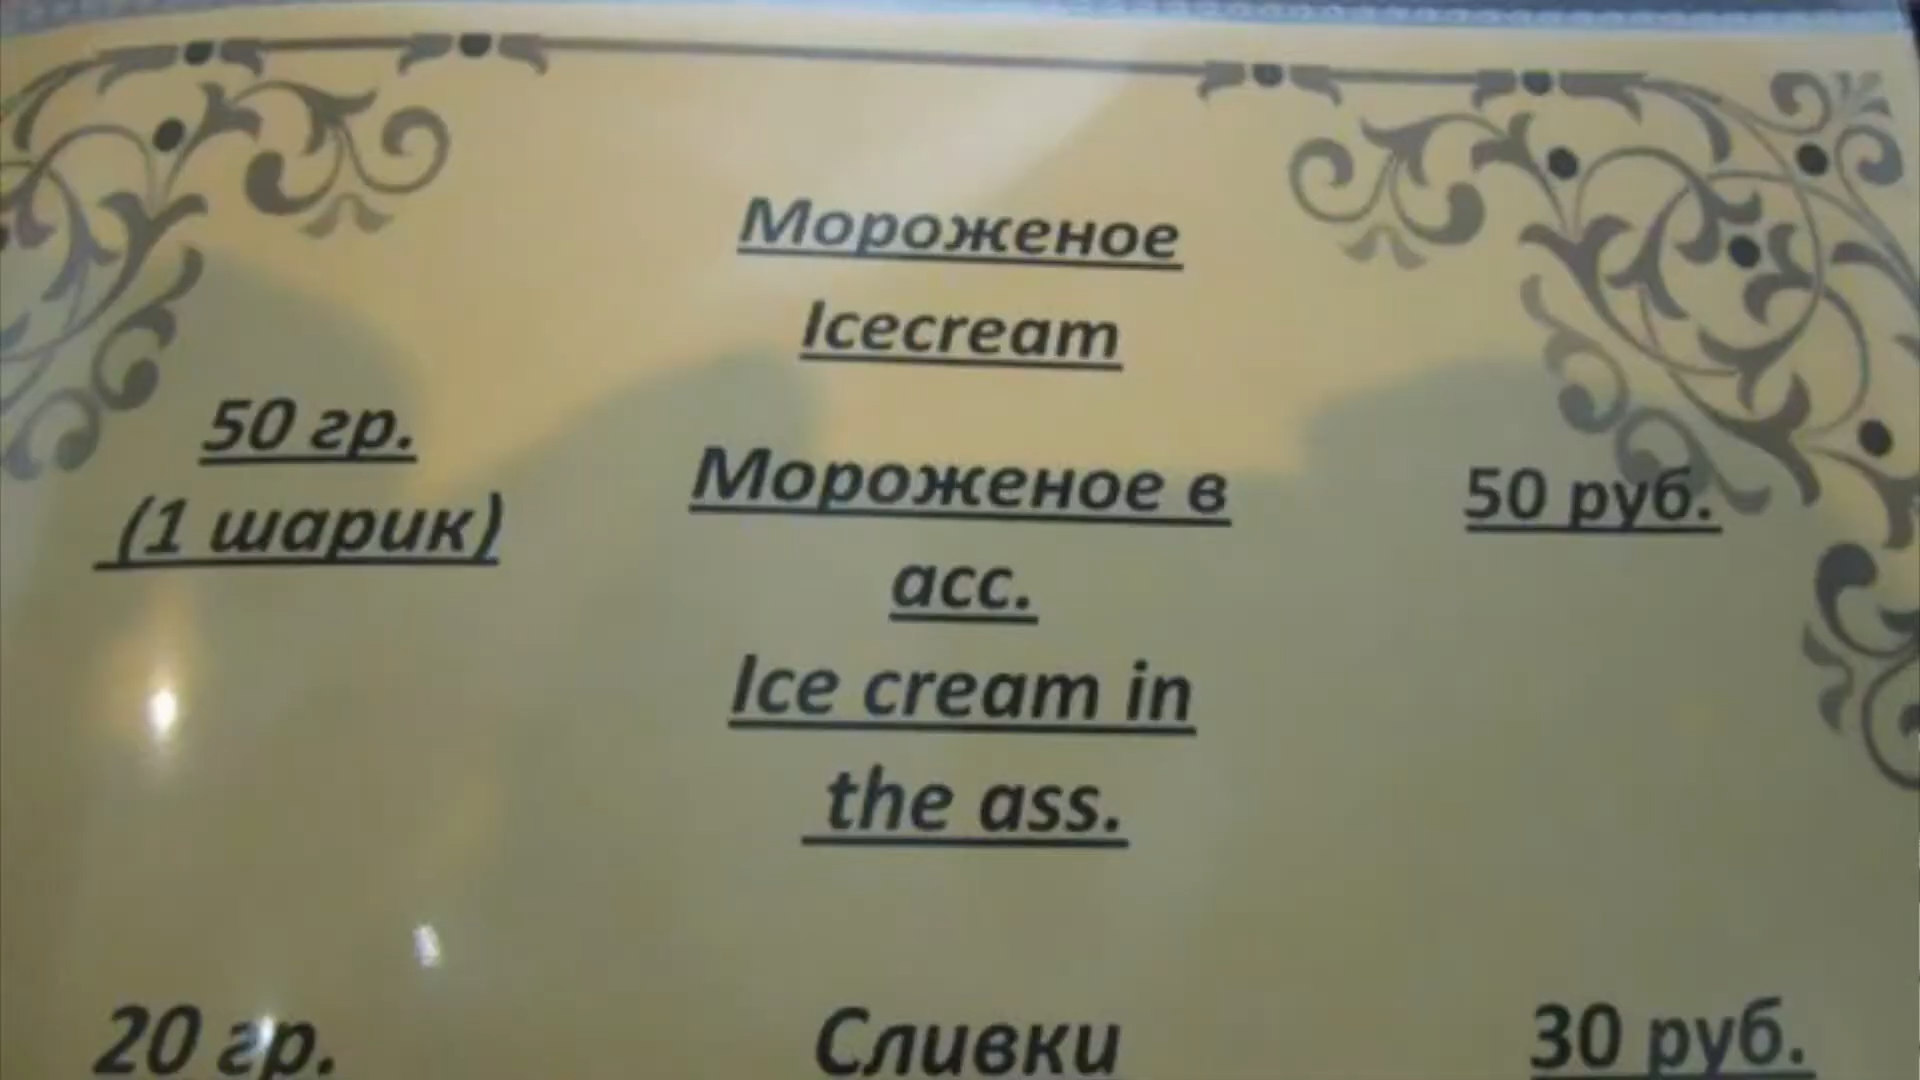 Мороженое
Icecream
50 гр.
(1 шарик)
Мороженое в
асс.
Ice cream in
the ass.
50 руб.
20 гр.
Сливки
30 руб.